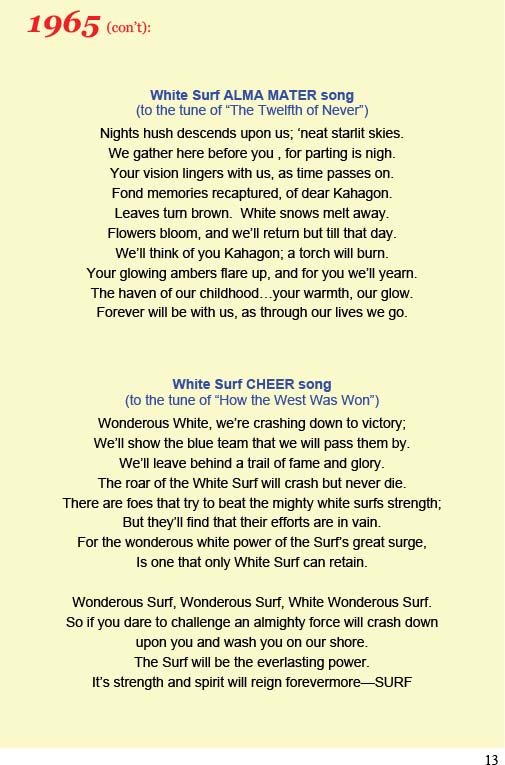 1965 (con't):
White Surf ALMA MATER song
(to the tune of “The Twelfth of Never”)
Nights hush descends upon us; ‘neat starlit skies.
We gather here before you , for parting is nigh.
Your vision lingers with us, as time passes on.
Fond memories recaptured, of dear Kahagon.
Leaves turn brown.  White snows melt away.
Flowers bloom, and we’ll return but till that day.
We’ll think of you Kahagon; a torch will burn.
Your glowing ambers flare up, and for you we’ll yearn.
The haven of our childhood…your warmth, our glow.
Forever will be with us, as through our lives we go.
White Surf CHEER song
(to the tune of “How the West Was Won”)
Wonderous White, we’re crashing down to victory;
We’ll show the blue team that we will pass them by.
We’ll leave behind a trail of fame and glory.
The roar of the White Surf will crash but never die.
There are foes that try to beat the mighty white surfs strength;
But they’ll find that their efforts are in vain.
For the wonderous white power of the Surf’s great surge,
Is one that only White Surf can retain.
Wonderous Surf, Wonderous Surf, White Wonderous Surf.
So if you dare to challenge an almighty force will crash down
upon you and wash you on our shore.
The Surf will be the everlasting power.
It’s strength and spirit will reign forevermore—SURF
13